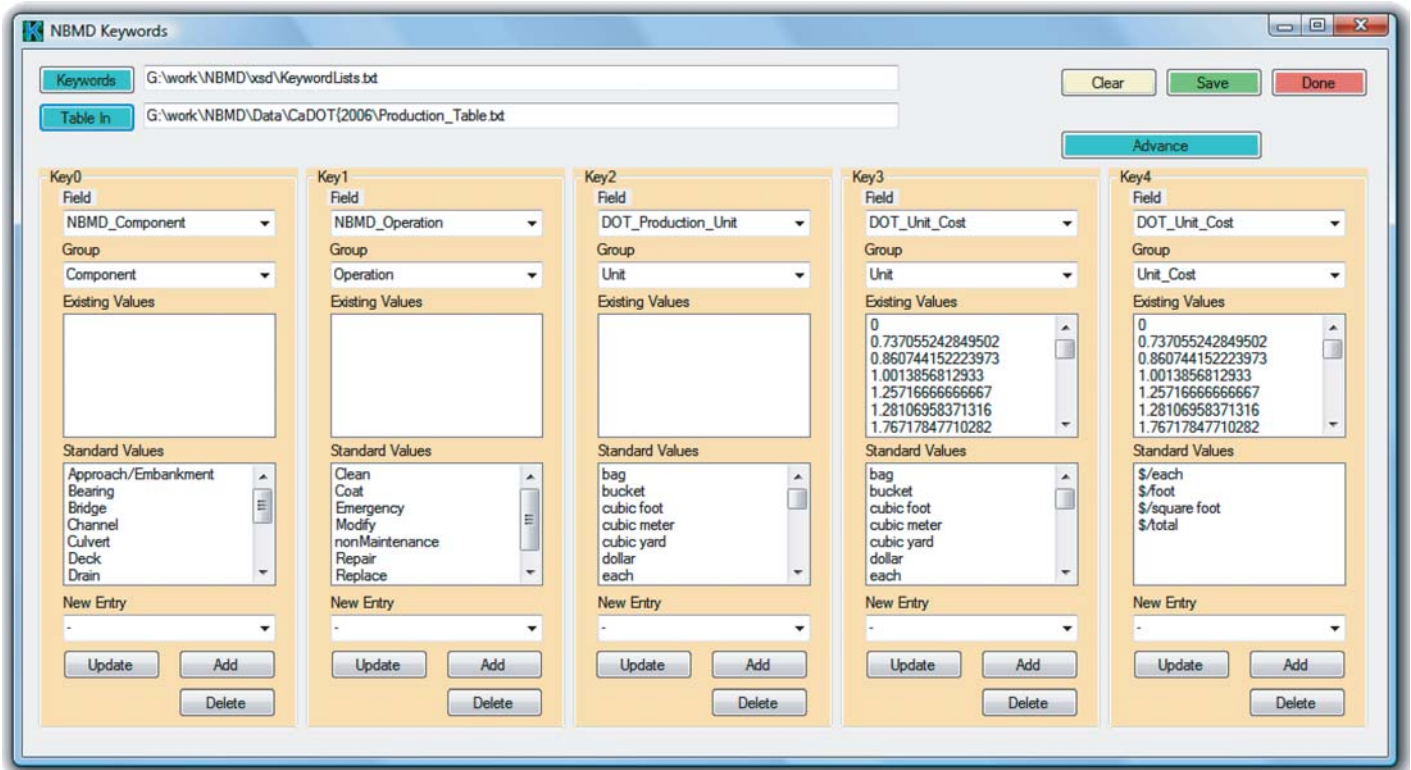 NBMD Keywords
Keywords G:\work\NBMD\xsd\KeywordLists.txt Clear Save Done
Table In G:\work\NBMD\Data\CaDOT{2006\Production_Table.txt
Advance
Key0
Field
NBMD_Component
Group
Component
Existing Values
Standard Values
Approach/Embankment
Bearing
Bridge
Channel
Culvert
Deck
Drain
New Entry
-
Update Add
Delete
Key1
Field
NBMD_Operation
Group
Operation
Existing Values
Standard Values
Clean
Coat
Emergency
Modify
nonMaintenance
Repair
Replace
New Entry
-
Update Add
Delete
Key2
Field
DOT_Production_Unit
Group
Unit
Existing Values
Standard Values
bag
bucket
cubic foot
cubic meter
cubic yard
dollar
each
New Entry
-
Update Add
Delete
Key3
Field
DOT_Unit_Cost
Group
Unit
Existing Values
0
0.737055242849502
0.860744152223973
1.0013856812933
1.25716666666667
1.28106958371316
1.76717847710282
Standard Values
bag
bucket
cubic foot
cubic meter
cubic yard
dollar
each
New Entry
-
Update Add
Delete
Key4
Field
DOT_Unit_Cost
Group
Unit_Cost
Existing Values
0
0.737055242849502
0.860744152223973
1.0013856812933
1.25716666666667
1.28106958371316
1.76717847710282
Standard Values
$/each
$/foot
$/square foot
$/total
New Entry
-
Update Add
Delete